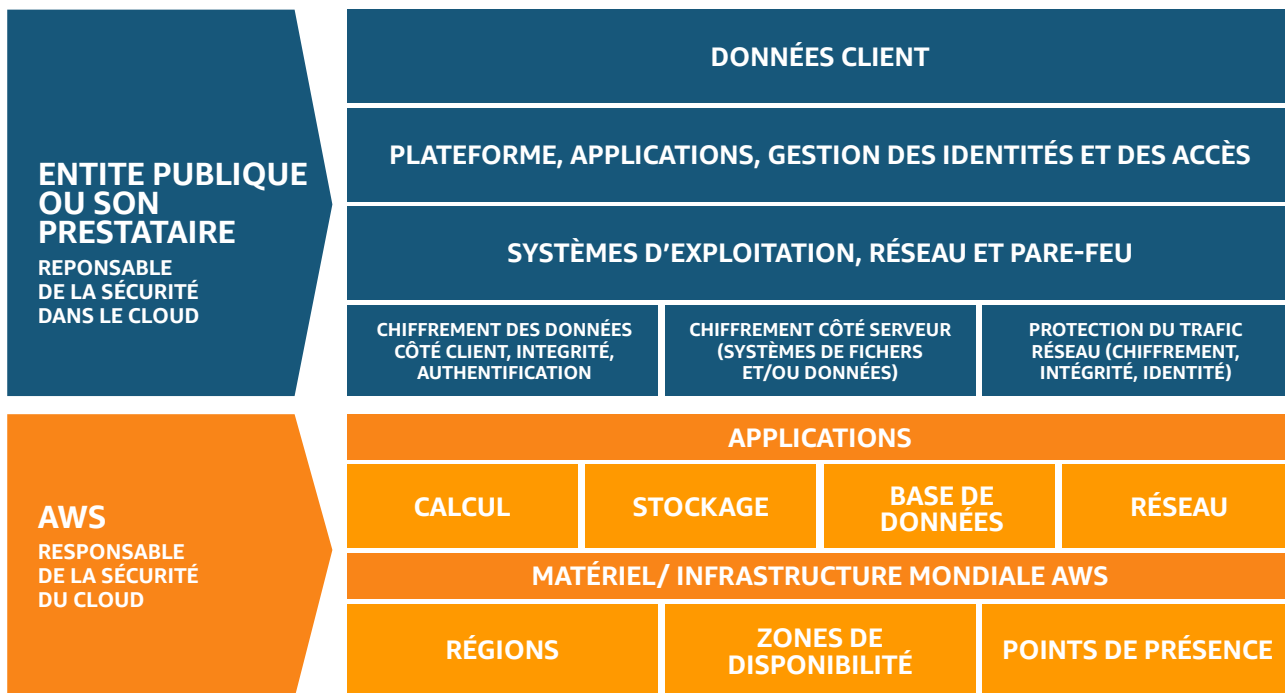 ENTITE PUBLIQUE
OU SON
PRESTATAIRE
REPONSABLE
DE LA SÉCURITÉ
DANS LE CLOUD
DONNÉES CLIENT
PLATEFORME, APPLICATIONS, GESTION DES IDENTITÉS ET DES ACCÈS
SYSTÈMES D’EXPLOITATION, RÉSEAU ET PARE-FEU
CHIFFREMENT DES DONNÉES
CÔTÉ CLIENT, INTEGRITÉ,
AUTHENTIFICATION
CHIFFREMENT CÔTÉ SERVEUR
(SYSTÈMES DE FICHIERS
ET/OU DONNÉES)
PROTECTION DU TRAFIC
RÉSEAU (CHIFFREMENT,
INTÉGRITÉ, IDENTITÉ)
AWS
RESPONSABLE
DE LA SÉCURITÉ
DU CLOUD
APPLICATIONS
CALCUL
STOCKAGE
BASE DE
DONNÉES
RÉSEAU
MATÉRIEL/ INFRASTRUCTURE MONDIALE AWS
RÉGIONS
ZONES DE
DISPONIBILITÉ
POINTS DE PRÉSENCE